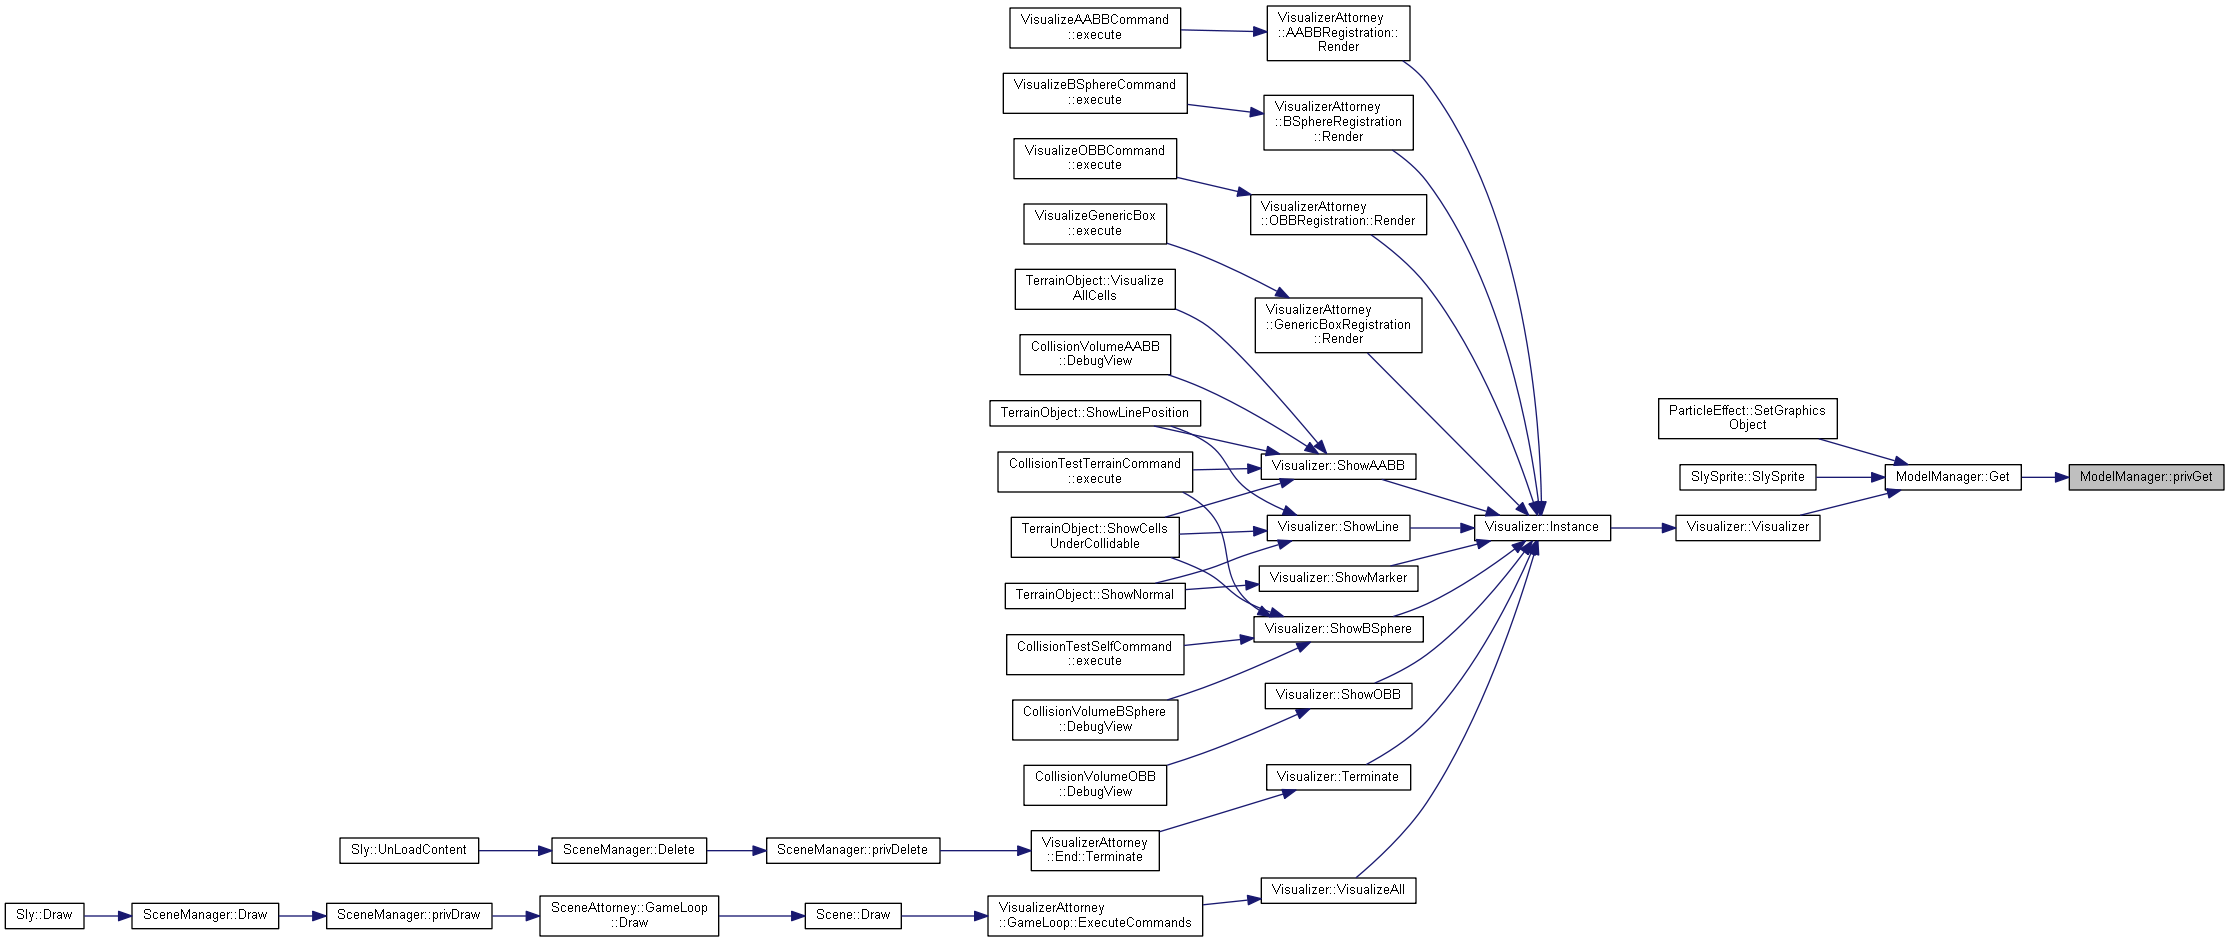 VisualizeAABBCommand
::execute
VisualizerAttorney
::AABBRegistration::
Render
VisualizeBSphereCommand
::execute
VisualizerAttorney
::BSphereRegistration
::Render
VisualizeOBBCommand
::execute
VisualizerAttorney
::OBBRegistration::Render
VisualizeGenericBox
::execute
TerrainObject::Visualize
AllCells
VisualizerAttorney
::GenericBoxRegistration
::Render
CollisionVolumeAABB
::DebugView
TerrainObject::ShowLinePosition
ParticleEffect::SetGraphics
Object
CollisionTestTerrainCommand
::execute
Visualizer::ShowAABB
SlySprite::SlySprite
ModelManager::Get
ModelManager::privGet
TerrainObject::ShowCells
UnderCollidable
Visualizer::ShowLine
Visualizer::Instance
Visualizer::Visualizer
Visualizer::ShowMarker
TerrainObject::ShowNormal
Visualizer::ShowBSphere
CollisionTestSelfCommand
::execute
Visualizer::ShowOBB
CollisionVolumeBSphere
::DebugView
CollisionVolumeOBB
::DebugView
Visualizer::Terminate
Sly::UnLoadContent
SceneManager::Delete
SceneManager::privDelete
VisualizerAttorney
::End::Terminate
Visualizer::VisualizeAll
Sly::Draw
SceneManager::Draw
SceneManager::privDraw
SceneAttorney::GameLoop
::Draw
Scene::Draw
VisualizerAttorney
::GameLoop::ExecuteCommands